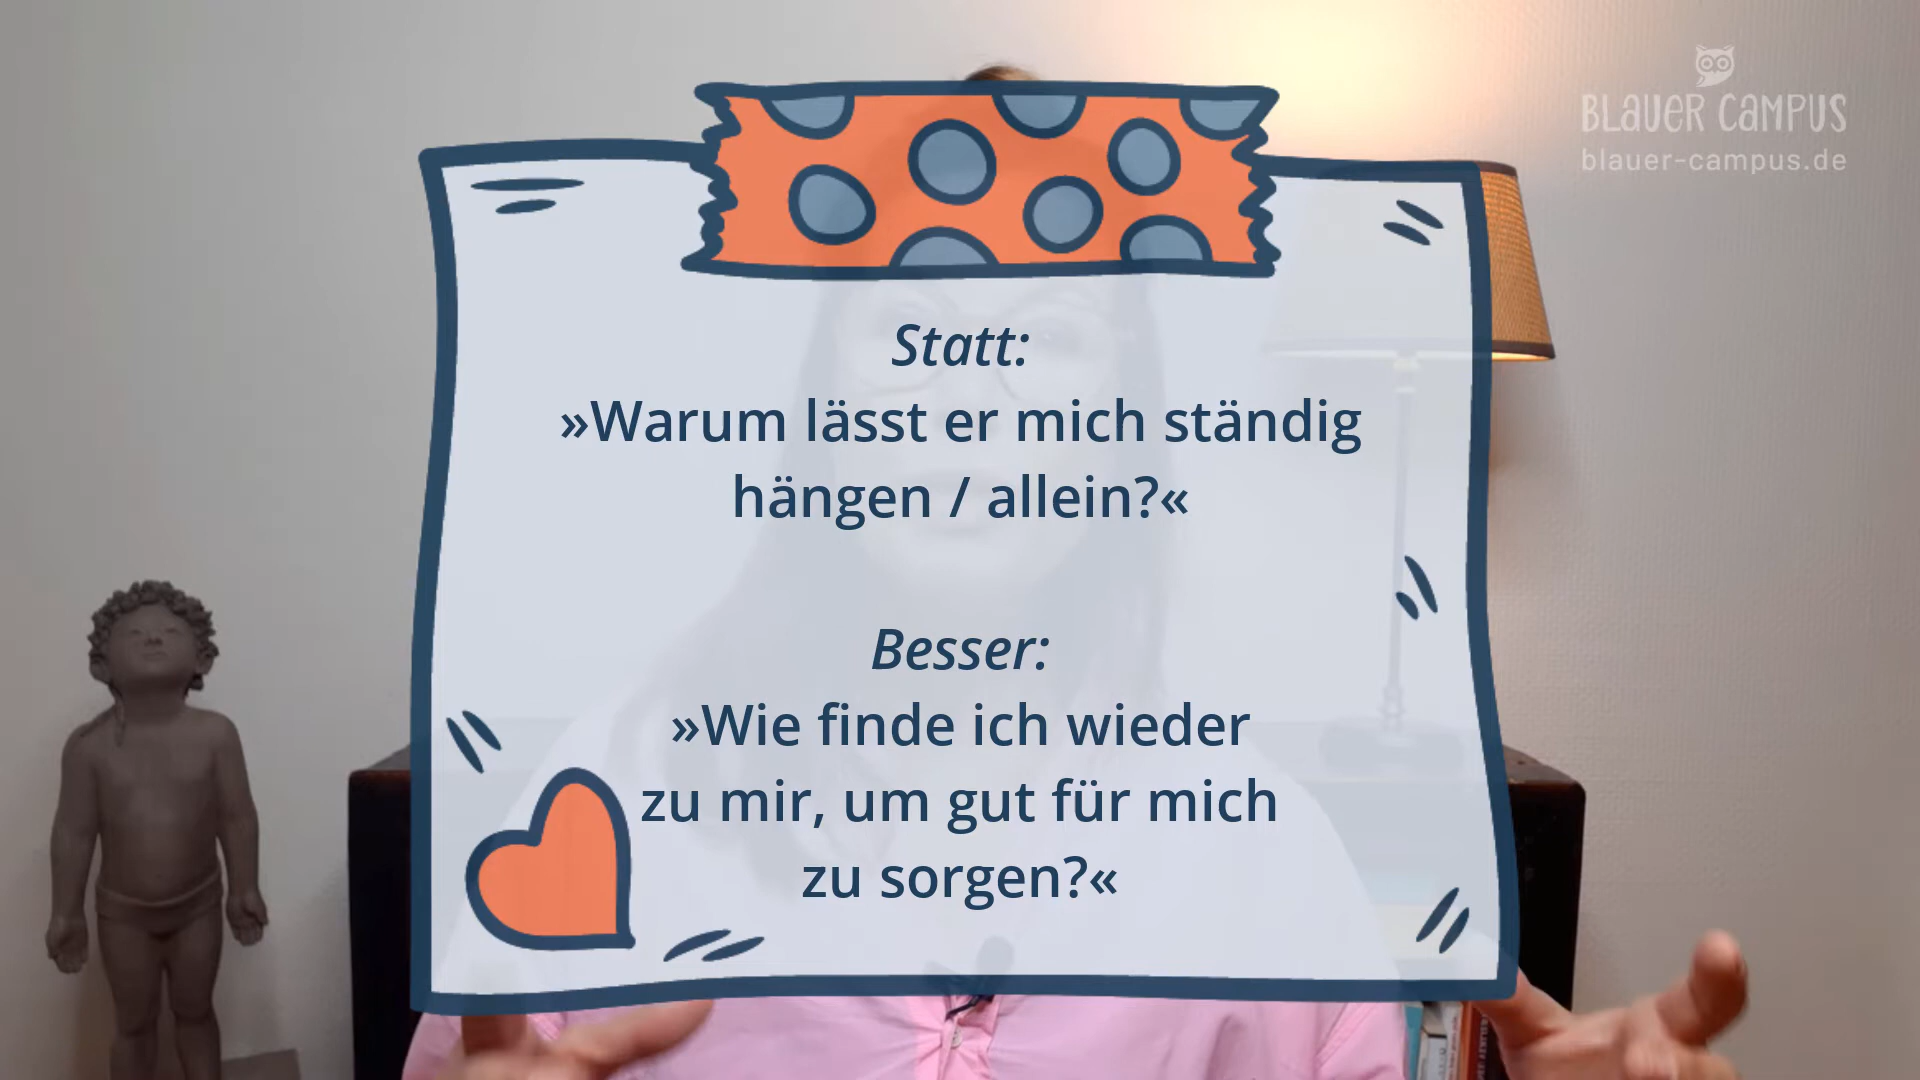 BLAUER CAMPUS
blauer-campus.de
Statt:
»Warum lässt er mich ständig
hängen / allein?«
Besser:
»Wie finde ich wieder
zu mir, um gut für mich
zu sorgen?«